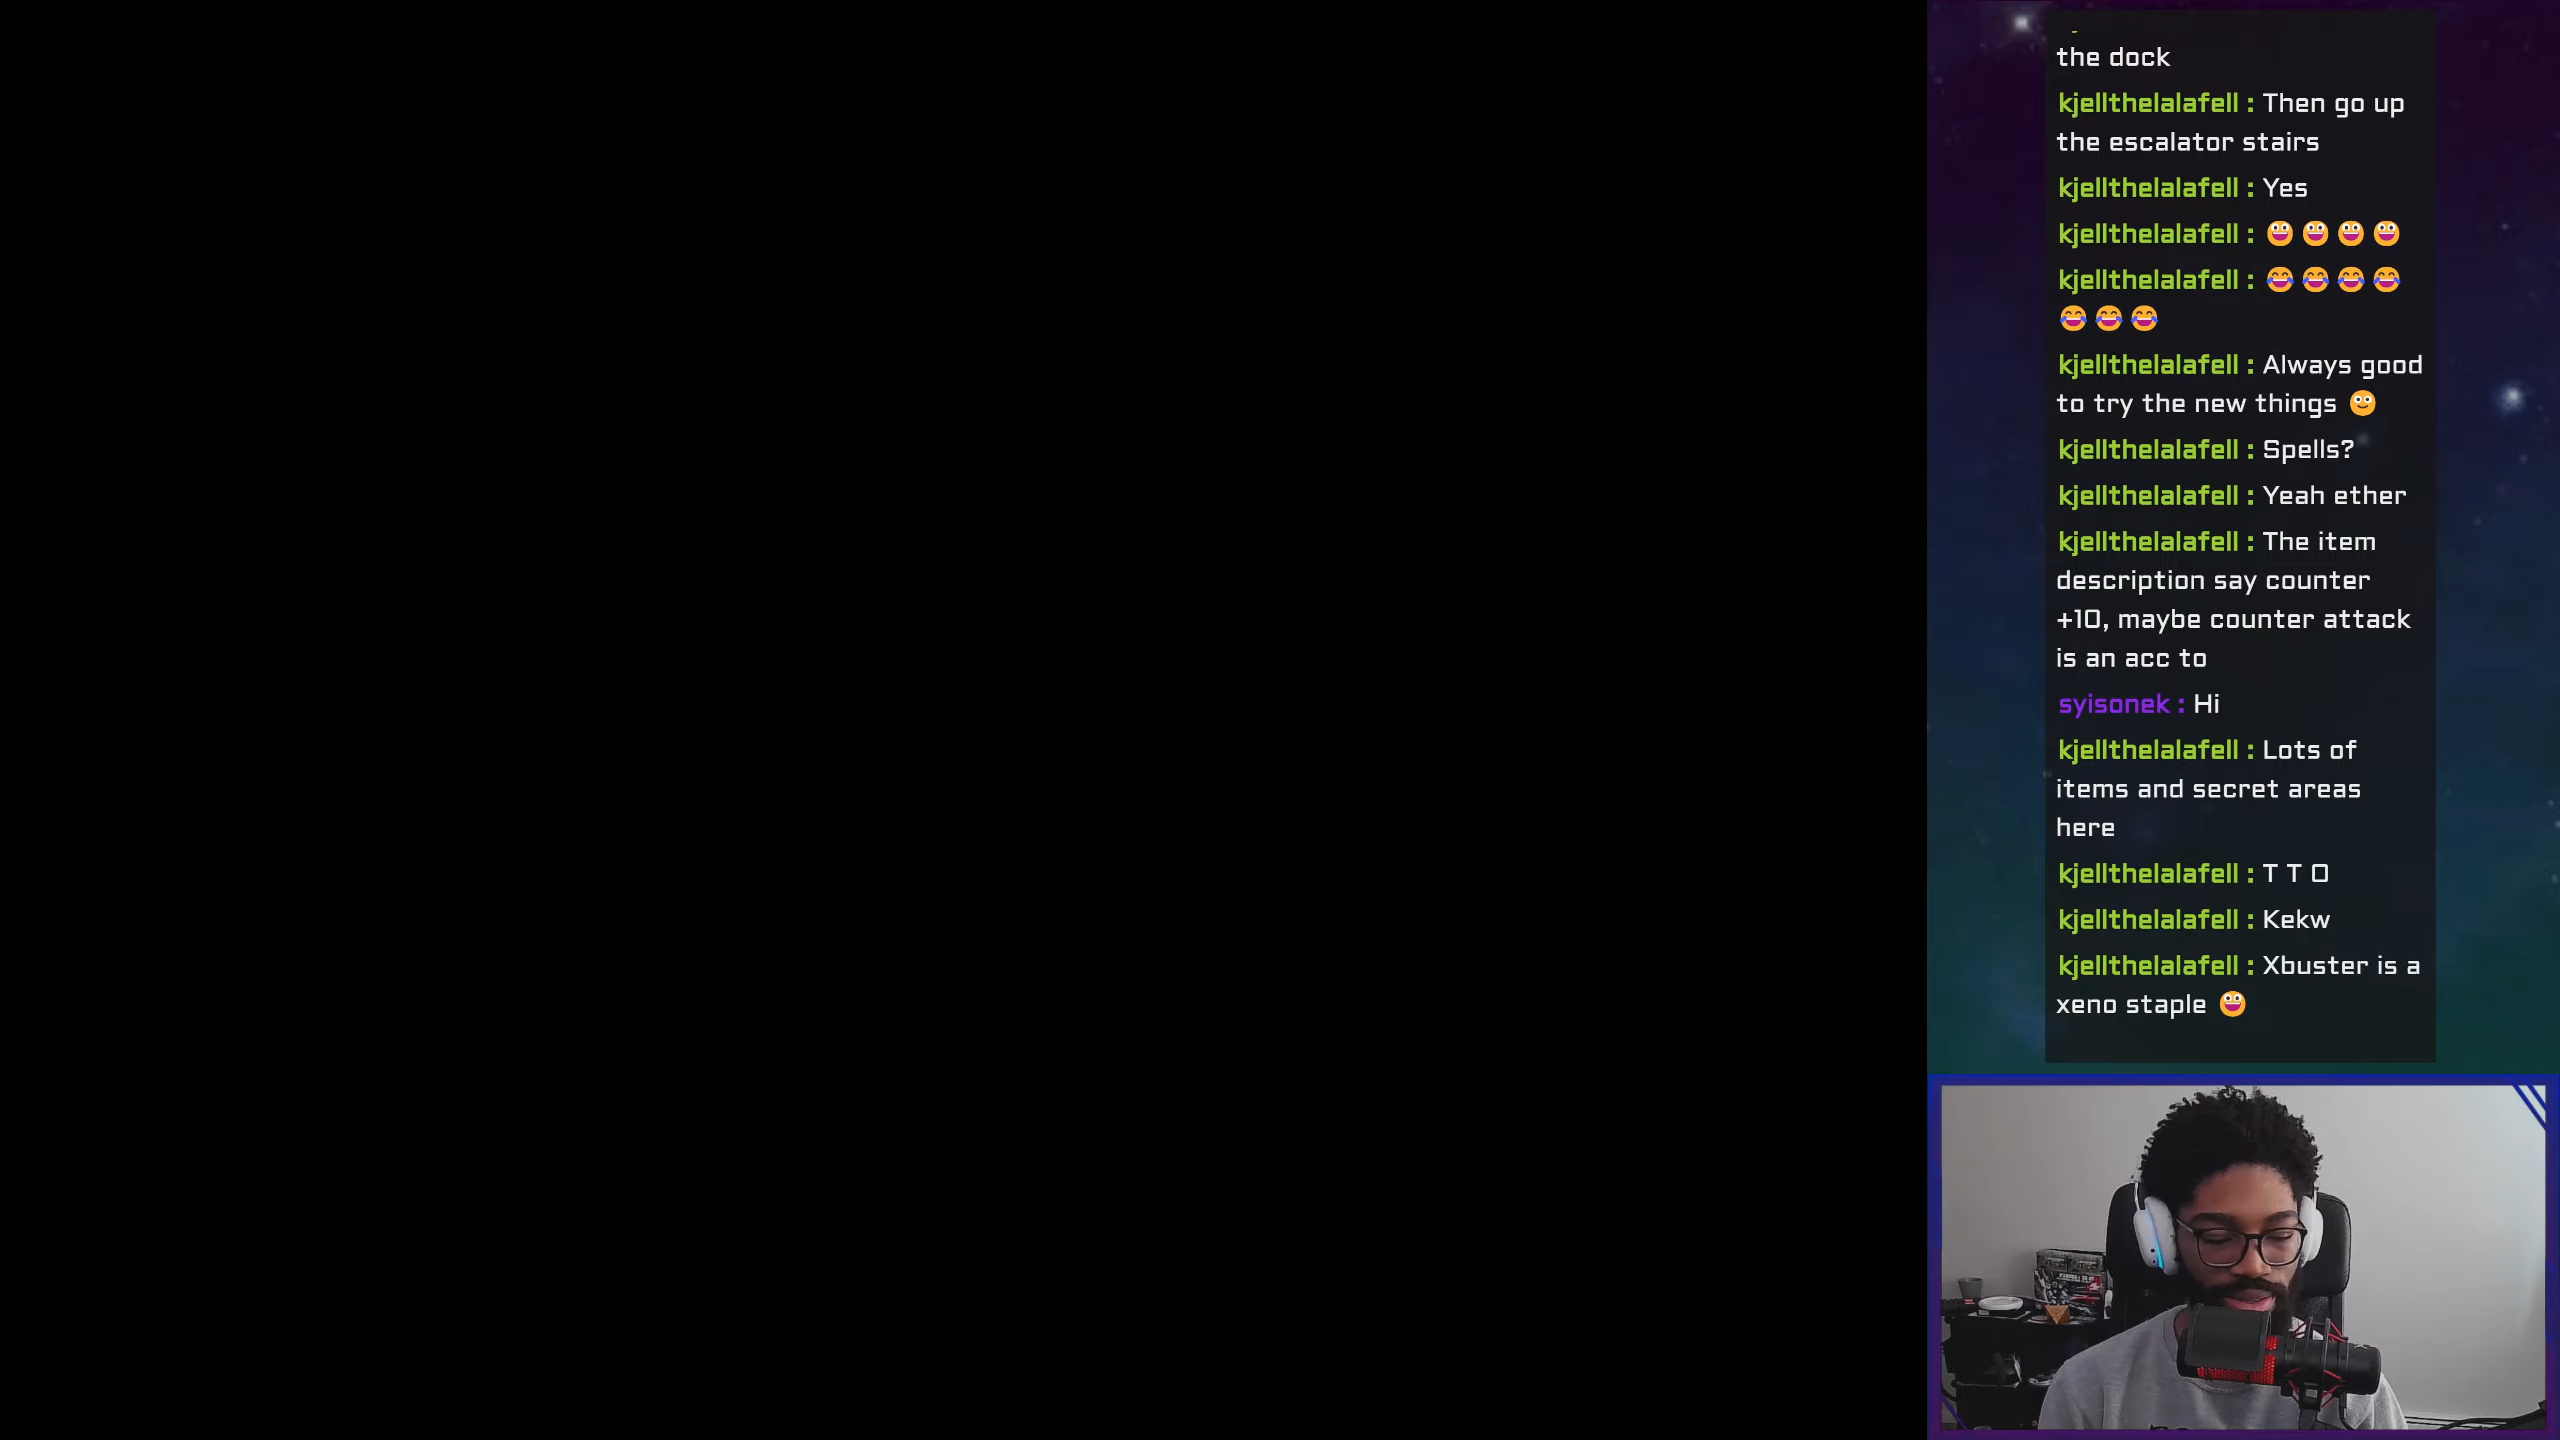 the dock
kjellthelalafell : Then go up
the escalator stairs
kjellthelalafell : Yes
kjellthelalafell : 😀 😀 😀 😀
kjellthelalafell : 😂 😂 😂 😂
😂 😂 😂
kjellthelalafell : Always good
to try the new things 🙂
kjellthelalafell : Spells?
kjellthelalafell : Yeah ether
kjellthelalafell : The item
description say counter
+10, maybe counter attack
is an acc to
syisonek : Hi
kjellthelalafell : Lots of
items and secret areas
here
kjellthelalafell : T T O
kjellthelalafell : Kekw
kjellthelalafell : Xbuster is a
xeno staple 😀